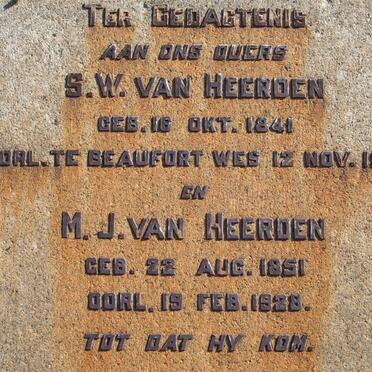 TER GEDAGTENIS
AAN ONS OUERS
S.W. VAN HEERDEN
GEB. 16 OKT. 1841
OORL. TE BEAUFORT WES 12 NOV.
EN
M.J. VAN HEERDEN
GEB. 22 AUG. 1851
OORL. 19 FEB. 1928.
TOT DAT HY KOM.